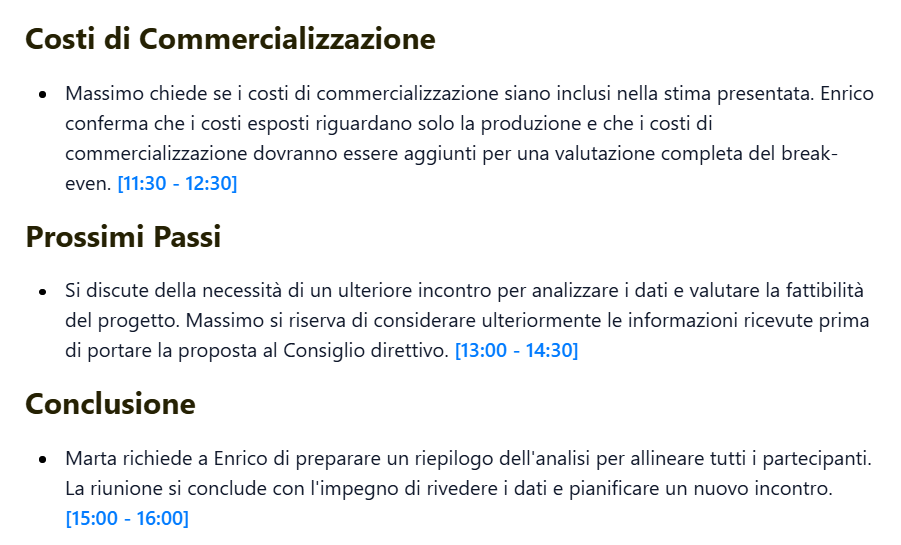 Costi di Commercializzazione
• Massimo chiede se i costi di commercializzazione siano inclusi nella stima presentata. Enrico
conferma che i costi esposti riguardano solo la produzione e che i costi di
commercializzazione dovranno essere aggiunti per una valutazione completa del break-
even. [11:30 - 12:30]
Prossimi Passi
• Si discute della necessità di un ulteriore incontro per analizzare i dati e valutare la fattibilità
del progetto. Massimo si riserva di considerare ulteriormente le informazioni ricevute prima
di portare la proposta al Consiglio direttivo. [13:00 - 14:30]
Conclusione
• Marta richiede a Enrico di preparare un riepilogo dell'analisi per allineare tutti i partecipanti.
La riunione si conclude con l'impegno di rivedere i dati e pianificare un nuovo incontro.
[15:00 - 16:00]